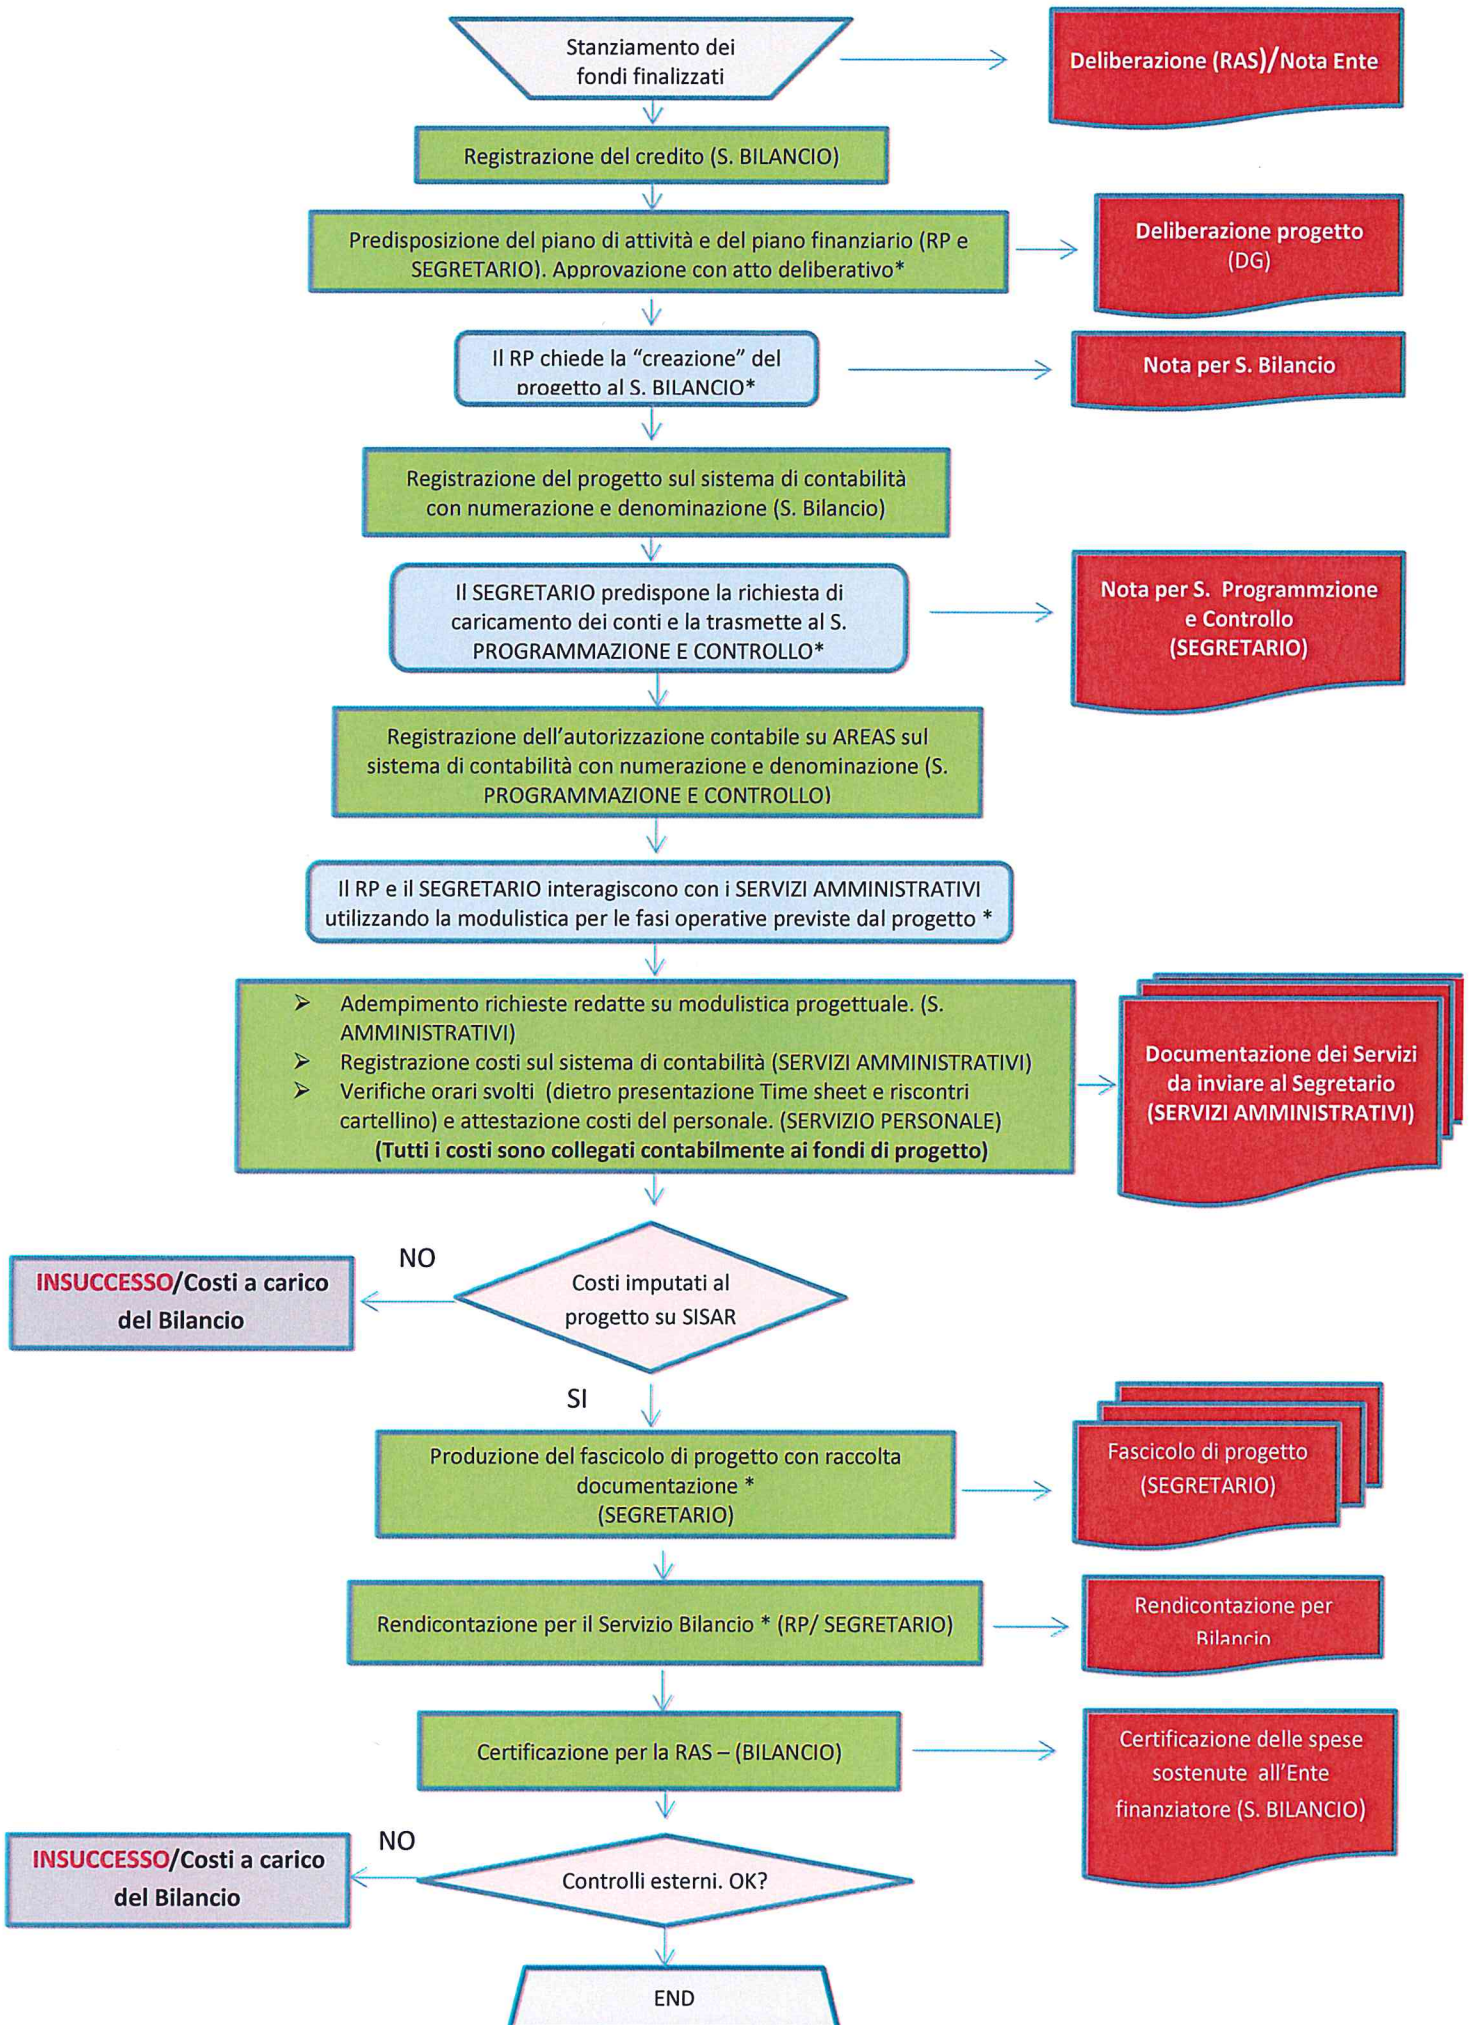 Stanziamento dei
fondi finalizzati
Deliberazione (RAS)/Nota Ente
Registrazione del credito (S. BILANCIO)
Predisposizione del piano di attività e del piano finanziario (RP e
SEGRETARIO). Approvazione con atto deliberativo*
Deliberazione progetto
(DG)
Il RP chiede la “creazione” del
progetto al S. BILANCIO*
Nota per S. Bilancio
Registrazione del progetto sul sistema di contabilità
con numerazione e denominazione (S. Bilancio)
Il SEGRETARIO predispone la richiesta di
caricamento dei conti e la trasmette al S.
PROGRAMMAZIONE E CONTROLLO*
Nota per S. Programmzione
e Controllo
(SEGRETARIO)
Registrazione dell’autorizzazione contabile su AREAS sul
sistema di contabilità con numerazione e denominazione (S.
PROGRAMMAZIONE E CONTROLLO)
Il RP e il SEGRETARIO interagiscono con i SERVIZI AMMINISTRATIVI
utilizzando la modulistica per le fasi operative previste dal progetto *
➢ Adempimento richieste redatte su modulistica progettuale. (S.
AMMINISTRATIVI)
➢ Registrazione costi sul sistema di contabilità (SERVIZI AMMINISTRATIVI)
➢ Verifiche orari svolti (dietro presentazione Time sheet e riscontri
cartellino) e attestazione costi del personale. (SERVIZIO PERSONALE)
(Tutti i costi sono collegati contabilmente ai fondi di progetto)
Documentazione dei Servizi
da inviare al Segretario
(SERVIZI AMMINISTRATIVI)
NO
INSUCCESSO/Costi a carico
del Bilancio
Costi imputati al
progetto su SISAR
SI
Produzione del fascicolo di progetto con raccolta
documentazione *
(SEGRETARIO)
Fascicolo di progetto
(SEGRETARIO)
Rendicontazione per il Servizio Bilancio * (RP/ SEGRETARIO)
Rendicontazione per
Bilancio
Certificazione per la RAS – (BILANCIO)
Certificazione delle spese
sostenute all’Ente
finanziatore (S. BILANCIO)
NO
INSUCCESSO/Costi a carico
del Bilancio
Controlli esterni. OK?
END